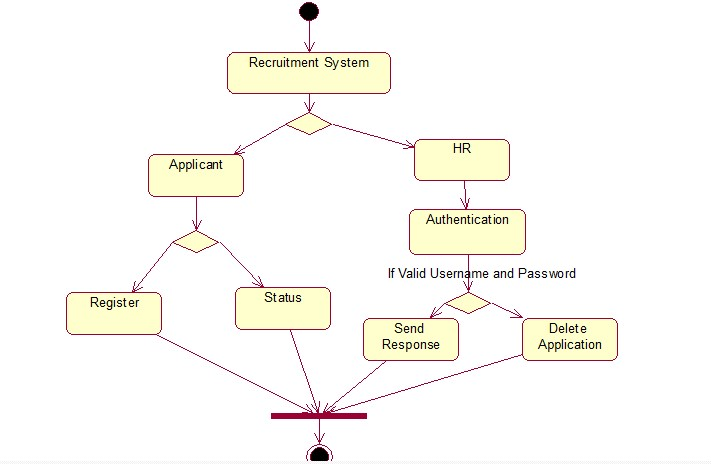 Recruitment System
HR
Applicant
Authentication
If Valid Username and Password
Register
Status
Send
Response
Delete
Application